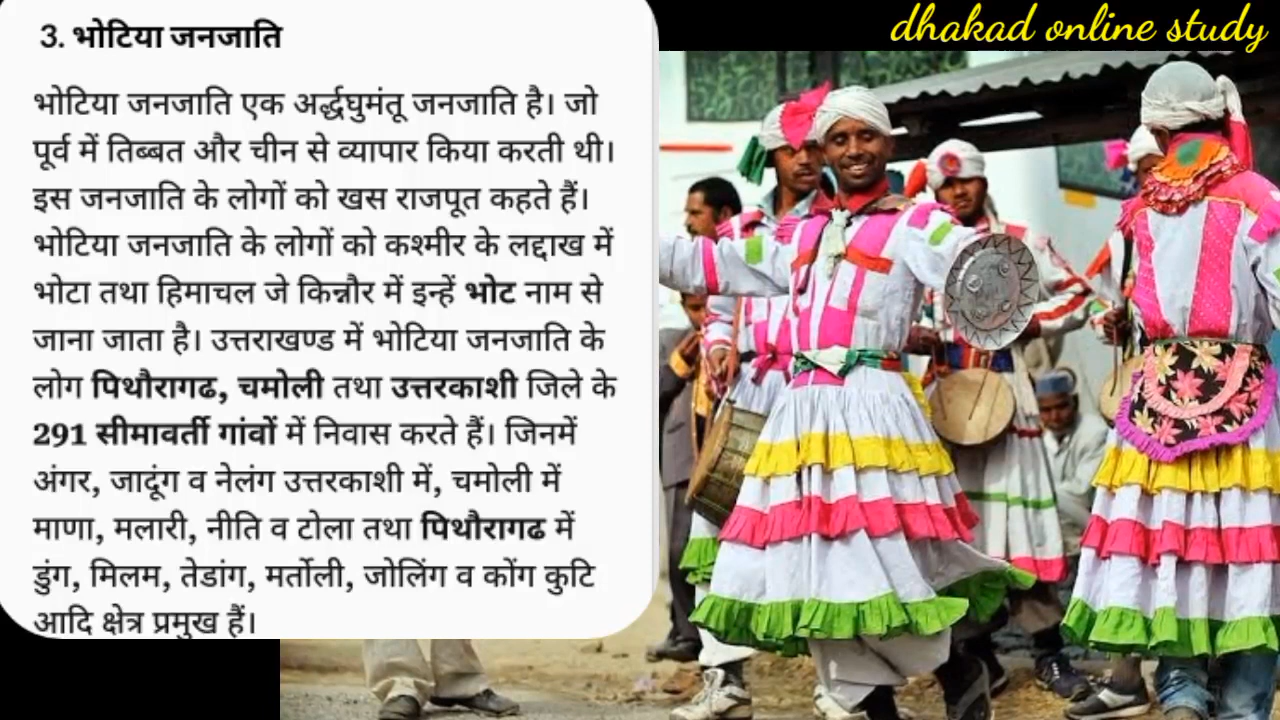 dhakad online study
3. भोटिया जनजाति
भोटिया जनजाति एक अर्द्धघुमंतू जनजाति है। जो
पूर्व में तिब्बत और चीन से व्यापार किया करती थी।
इस जनजाति के लोगों को खस राजपूत कहते हैं।
भोटिया जनजाति के लोगों को कश्मीर के लद्दाख में
भोटा तथा हिमाचल जे किन्नौर में इन्हें भोट नाम से
जाना जाता है। उत्तराखण्ड में भोटिया जनजाति के
लोग पिथौरागढ, चमोली तथा उत्तरकाशी जिले के
291 सीमावर्ती गांवों में निवास करते हैं। जिनमें
अंगर, जादूंग व नेलंग उत्तरकाशी में, चमोली में
माणा, मलारी, नीति व टोला तथा पिथौरागढ में
डुंग, मिलम, तेडांग, मर्तोली, जोलिंग व कोंग कुटि
आदि क्षेत्र प्रमुख हैं।